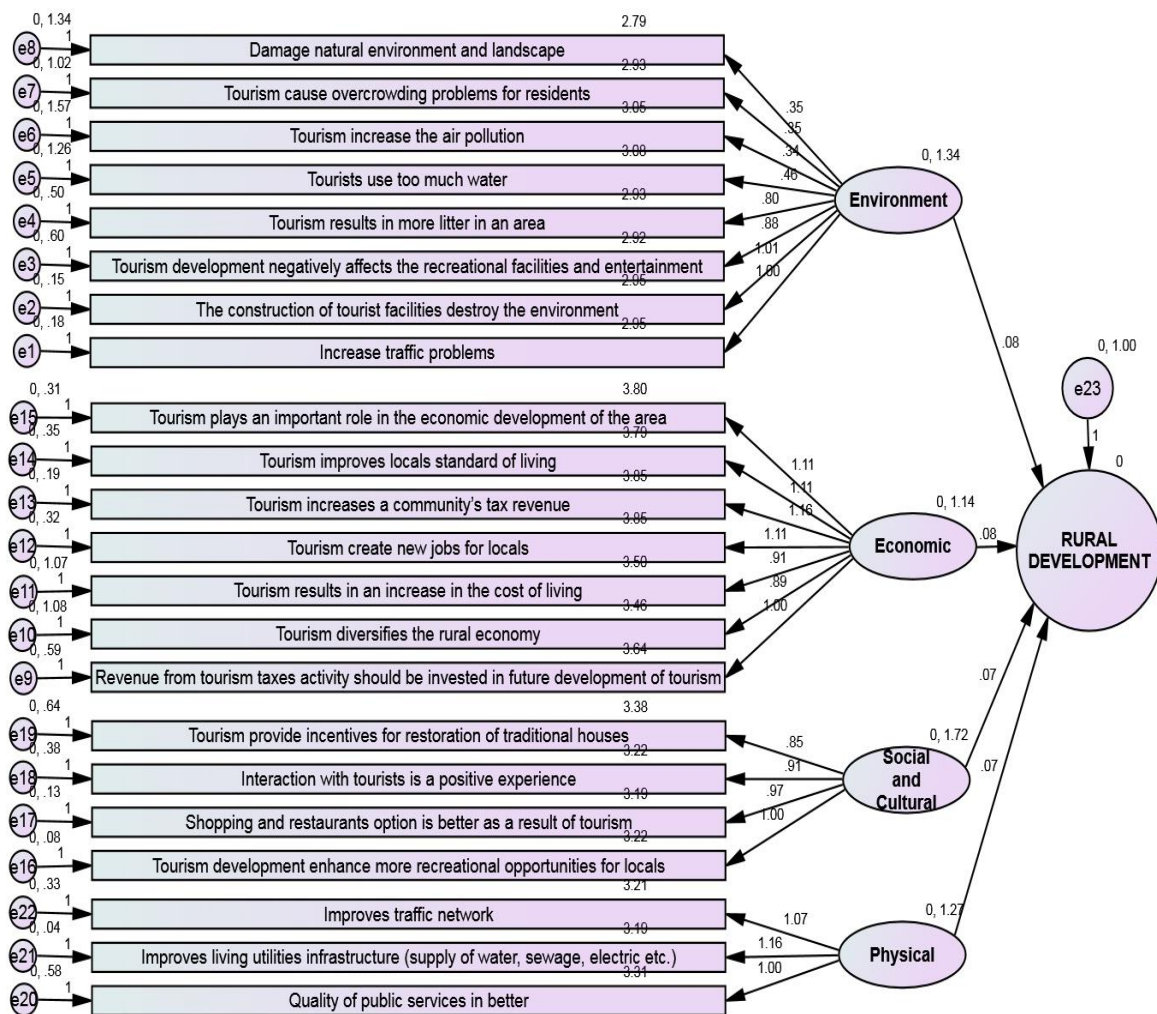 0, 1.34
e8
1
2.79
Damage natural environment and landscape
0, 1.02
e7
1
2.93
Tourism cause overcrowding problems for residents
0, 1.57
e6
1
3.05
Tourism increase the air pollution
0, 1.26
e5
1
3.08
Tourists use too much water
0, .50
e4
1
2.93
Tourism results in more litter in an area
0, .60
e3
1
2.92
Tourism development negatively affects the recreational facilities and entertainment
0, .15
e2
1
2.95
The construction of tourist facilities destroy the environment
0, .18
e1
1
2.95
Increase traffic problems
.35
.35
.34
.46
.80
.88
1.01
1.00
0, 1.34
Environment
.08
0, .31
e15
1
3.80
Tourism plays an important role in the economic development of the area
0, .35
e14
1
3.79
Tourism improves locals standard of living
0, .19
e13
1
3.85
Tourism increases a community's tax revenue
0, .32
e12
1
3.85
Tourism create new jobs for locals
0, 1.07
e11
1
3.50
Tourism results in an increase in the cost of living
0, 1.08
e10
1
3.46
Tourism diversifies the rural economy
0, .59
e9
1
3.64
Revenue from tourism taxes activity should be invested in future development of tourism
1.11
1.11
1.16
1.11
.91
.89
1.00
0, 1.14
Economic
.08
0, 1.00
e23
1
0
RURAL
DEVELOPMENT
0, .64
e19
1
3.38
Tourism provide incentives for restoration of traditional houses
0, .38
e18
1
3.22
Interaction with tourists is a positive experience
0, .13
e17
1
3.19
Shopping and restaurants option is better as a result of tourism
0, .08
e16
1
3.22
Tourism development enhance more recreational opportunities for locals
.85
.91
.97
1.00
0, 1.72
Social
and
Cultural
.07
0, .33
e22
1
3.21
Improves traffic network
0, .04
e21
1
3.19
Improves living utilities infrastructure (supply of water, sewage, electric etc.)
0, .58
e20
1
3.31
Quality of public services in better
1.07
1.16
1.00
0, 1.27
Physical
.07